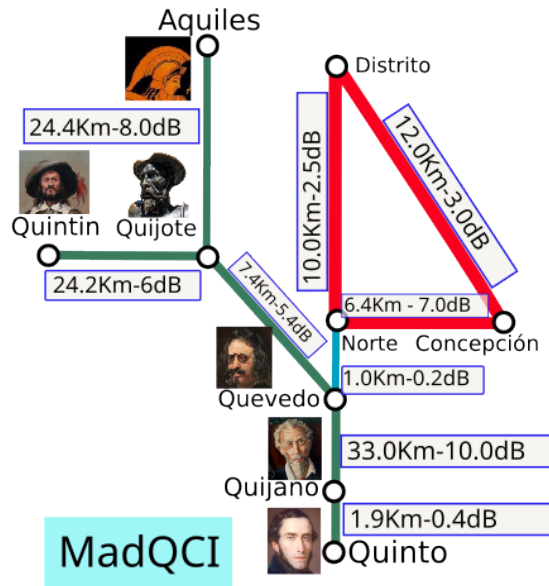 Aquiles
Distrito
24.4Km-8.0dB
10.0Km-2.5dB
12.0Km-3.0dB
Quintin
Quijote
24.2Km-6dB
7.4Km-5.4dB
6.4Km - 7.0dB
Norte
Concepción
1.0Km-0.2dB
Quevedo
33.0Km-10.0dB
Quijano
1.9Km-0.4dB
Quinto
MadQCI